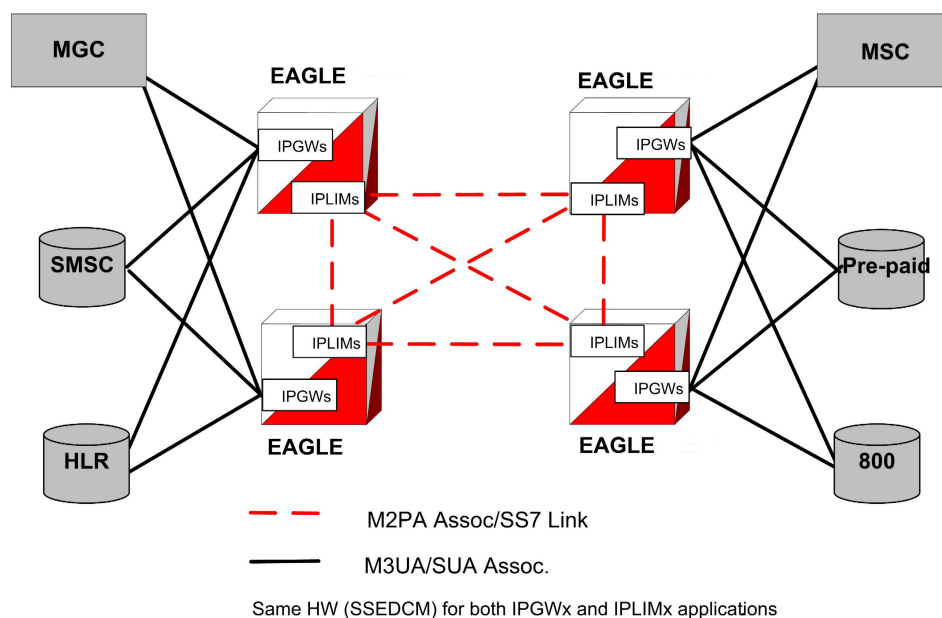 MGC
MSC
EAGLE
EAGLE
IPGWs
IPGWs
IPLIMs
IPLIMs
SMSC
Pre-paid
IPLIMs
IPLIMs
IPGWs
IPGWs
EAGLE
EAGLE
HLR
800
M2PA Assoc/SS7 Link
M3UA/SUA Assoc.
Same HW (SSEDCM) for both IPGWx and IPLIMx applications